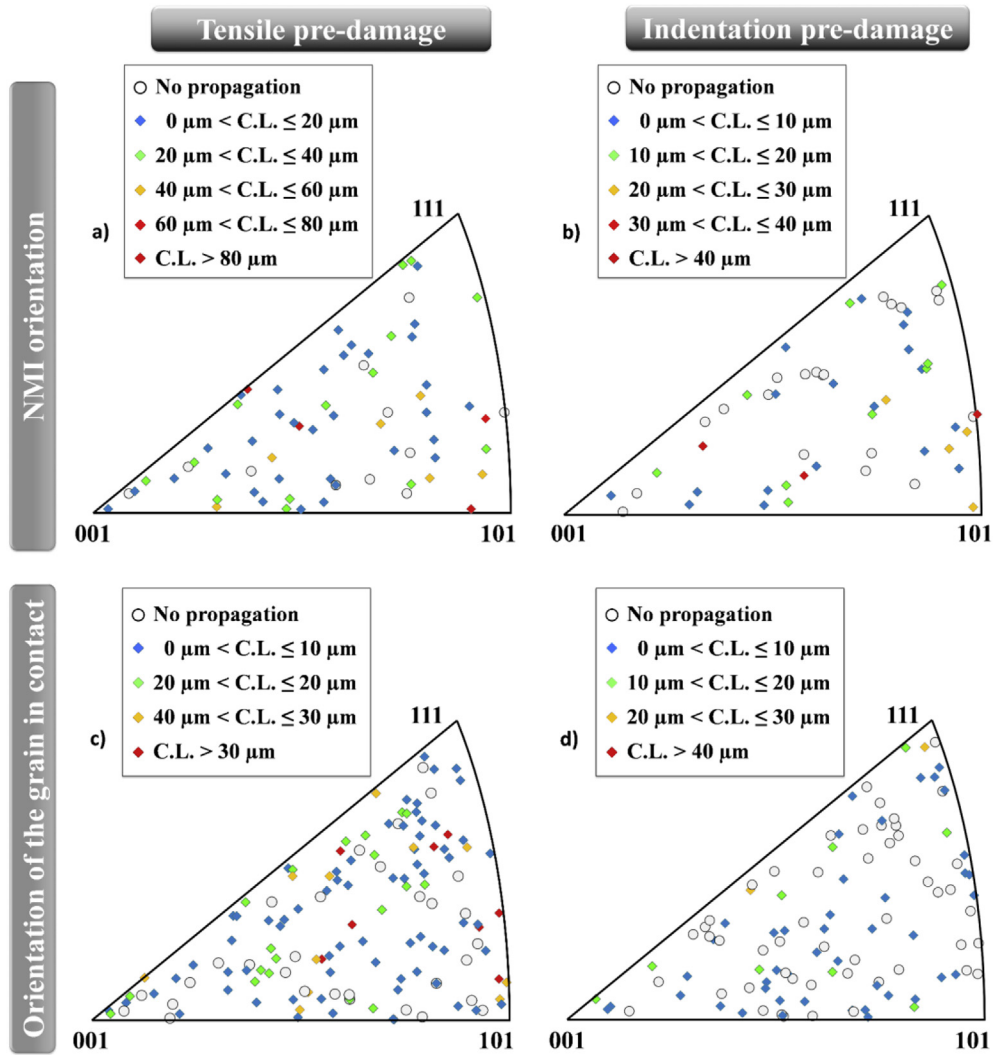 Tensile pre-damage
Indentation pre-damage
NMI orientation
a)
No propagation
0 µm < C.L. ≤ 20 µm
20 µm < C.L. ≤ 40 µm
40 µm < C.L. ≤ 60 µm
60 µm < C.L. ≤ 80 µm
C.L. > 80 µm
111
001
101
b)
No propagation
0 µm < C.L. ≤ 10 µm
10 µm < C.L. ≤ 20 µm
20 µm < C.L. ≤ 30 µm
30 µm < C.L. ≤ 40 µm
C.L. > 40 µm
111
001
101
Orientation of the grain in contact
c)
No propagation
0 µm < C.L. ≤ 10 µm
20 µm < C.L. ≤ 20 µm
40 µm < C.L. ≤ 30 µm
C.L. > 30 µm
111
001
101
d)
No propagation
0 µm < C.L. ≤ 10 µm
10 µm < C.L. ≤ 20 µm
20 µm < C.L. ≤ 30 µm
C.L. > 40 µm
111
001
101